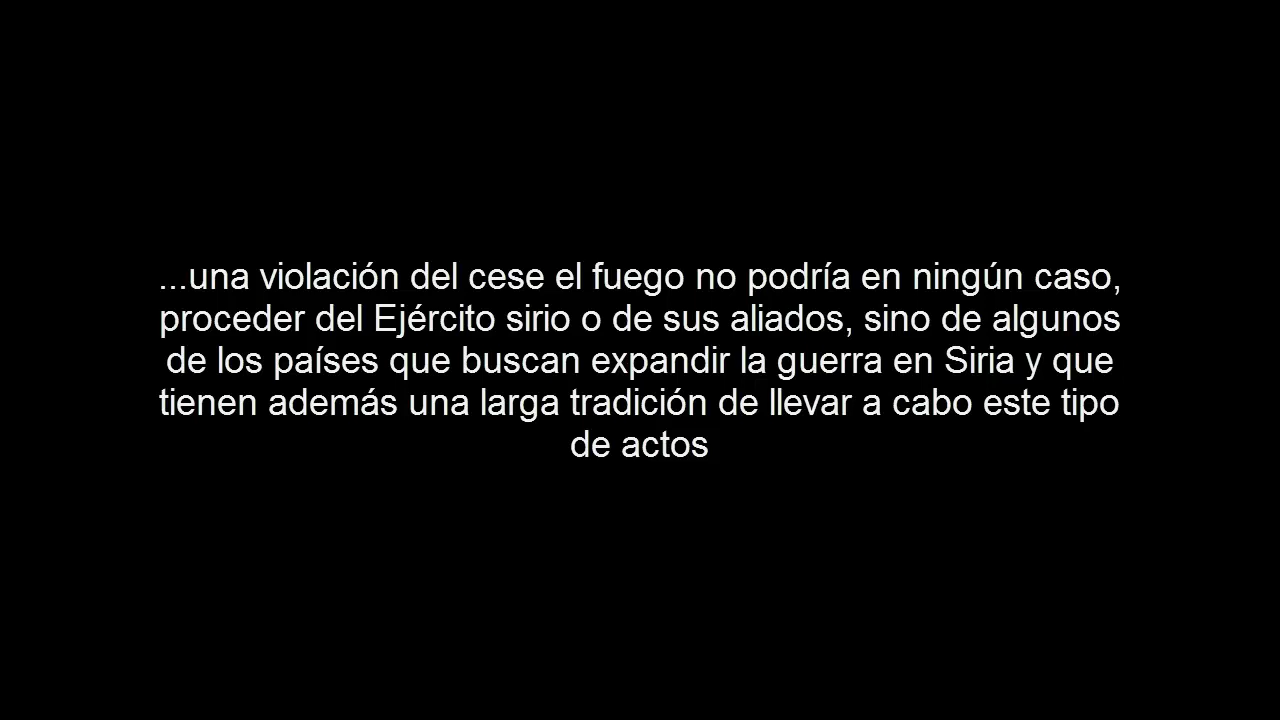 ...una violación del cese el fuego no podría en ningún caso,
proceder del Ejército sirio o de sus aliados, sino de algunos
de los países que buscan expandir la guerra en Siria y que
tienen además una larga tradición de llevar a cabo este tipo
de actos